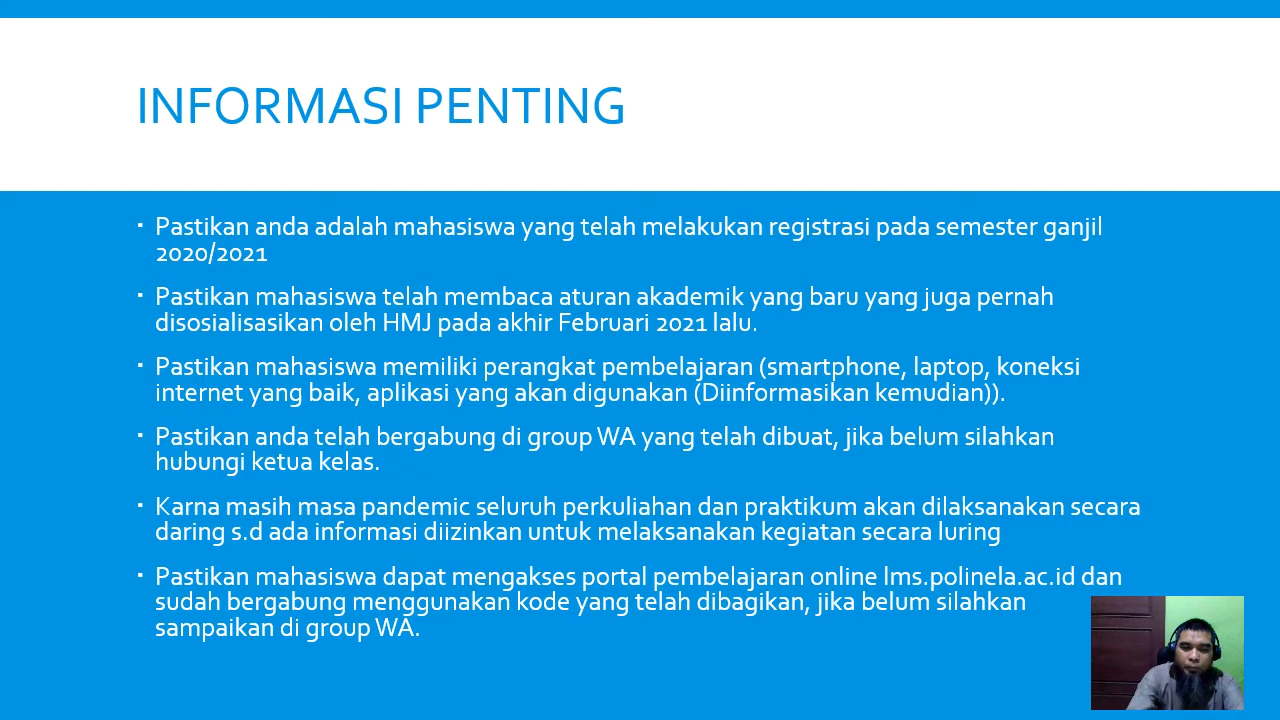 INFORMASI PENTING
▪ Pastikan anda adalah mahasiswa yang telah melakukan registrasi pada semester ganjil
2020/2021
▪ Pastikan mahasiswa telah membaca aturan akademik yang baru yang juga pernah
disosialisasikan oleh HMJ pada akhir Februari 2021 lalu.
▪ Pastikan mahasiswa memiliki perangkat pembelajaran (smartphone, laptop, koneksi
internet yang baik, aplikasi yang akan digunakan (Diinformasikan kemudian)).
▪ Pastikan anda telah bergabung di group WA yang telah dibuat, jika belum silahkan
hubungi ketua kelas.
▪ Karna masih masa pandemic seluruh perkuliahan dan praktikum akan dilaksanakan secara
daring s.d ada informasi diizinkan untuk melaksanakan kegiatan secara luring
▪ Pastikan mahasiswa dapat mengakses portal pembelajaran online lms.polinela.ac.id dan
sudah bergabung menggunakan kode yang telah dibagikan, jika belum silahkan
sampaikan di group WA.